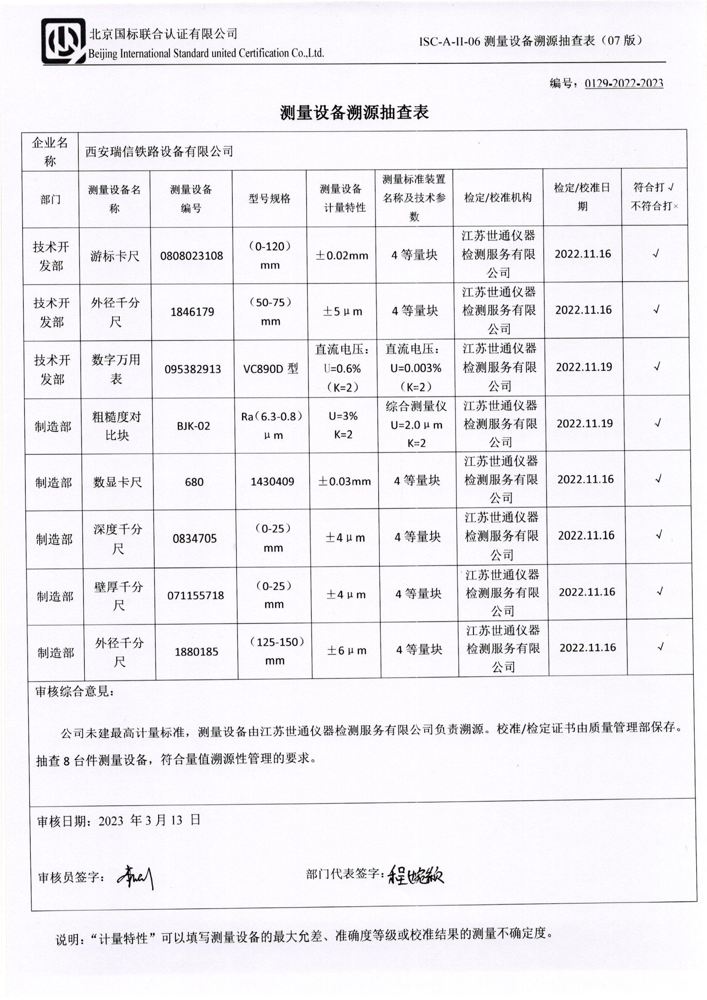 北京国标联合认证有限公司
Beijing International Standard united Certification Co.,Ltd.
ISC-A-II-06 测量设备溯源抽查表（07 版）
编号：0129-2022-2023
测量设备溯源抽查表
企业名称 西安瑞信铁路设备有限公司
部门 测量设备名称 测量设备编号 型号规格 测量设备计量特性 测量标准装置名称及技术参数 检定/校准机构 检定/校准日期 符合打√不符合打×
技术开发部 游标卡尺 0808023108 （0-120）mm ±0.02mm 4 等量块 江苏世通仪器检测服务有限公司 2022.11.16 √
技术开发部 外径千分尺 1846179 （50-75）mm ±5μm 4 等量块 江苏世通仪器检测服务有限公司 2022.11.16 √
技术开发部 数字万用表 095382913 VC890D 型 直流电压：U=0.6%（K=2） 直流电压：U=0.003%（K=2） 江苏世通仪器检测服务有限公司 2022.11.19 √
制造部 粗糙度对比块 BJK-02 Ra（6.3-0.8）μm U=3% K=2 综合测量仪 U=2.0μm K=2 江苏世通仪器检测服务有限公司 2022.11.19 √
制造部 数显卡尺 680 1430409 ±0.03mm 4 等量块 江苏世通仪器检测服务有限公司 2022.11.16 √
制造部 深度千分尺 0834705 （0-25）mm ±4μm 4 等量块 江苏世通仪器检测服务有限公司 2022.11.16 √
制造部 壁厚千分尺 071155718 （0-25）mm ±4μm 4 等量块 江苏世通仪器检测服务有限公司 2022.11.16 √
制造部 外径千分尺 1880185 （125-150）mm ±6μm 4 等量块 江苏世通仪器检测服务有限公司 2022.11.16 √
审核综合意见：
公司未建最高计量标准，测量设备由江苏世通仪器检测服务有限公司负责溯源。校准/检定证书由质量管理部保存。
抽查 8 台件测量设备，符合量值溯源性管理的要求。
审核日期：2023 年 3 月 13 日
审核员签字： 部门代表签字：
说明：“计量特性”可以填写测量设备的最大允差、准确度等级或校准结果的测量不确定度。